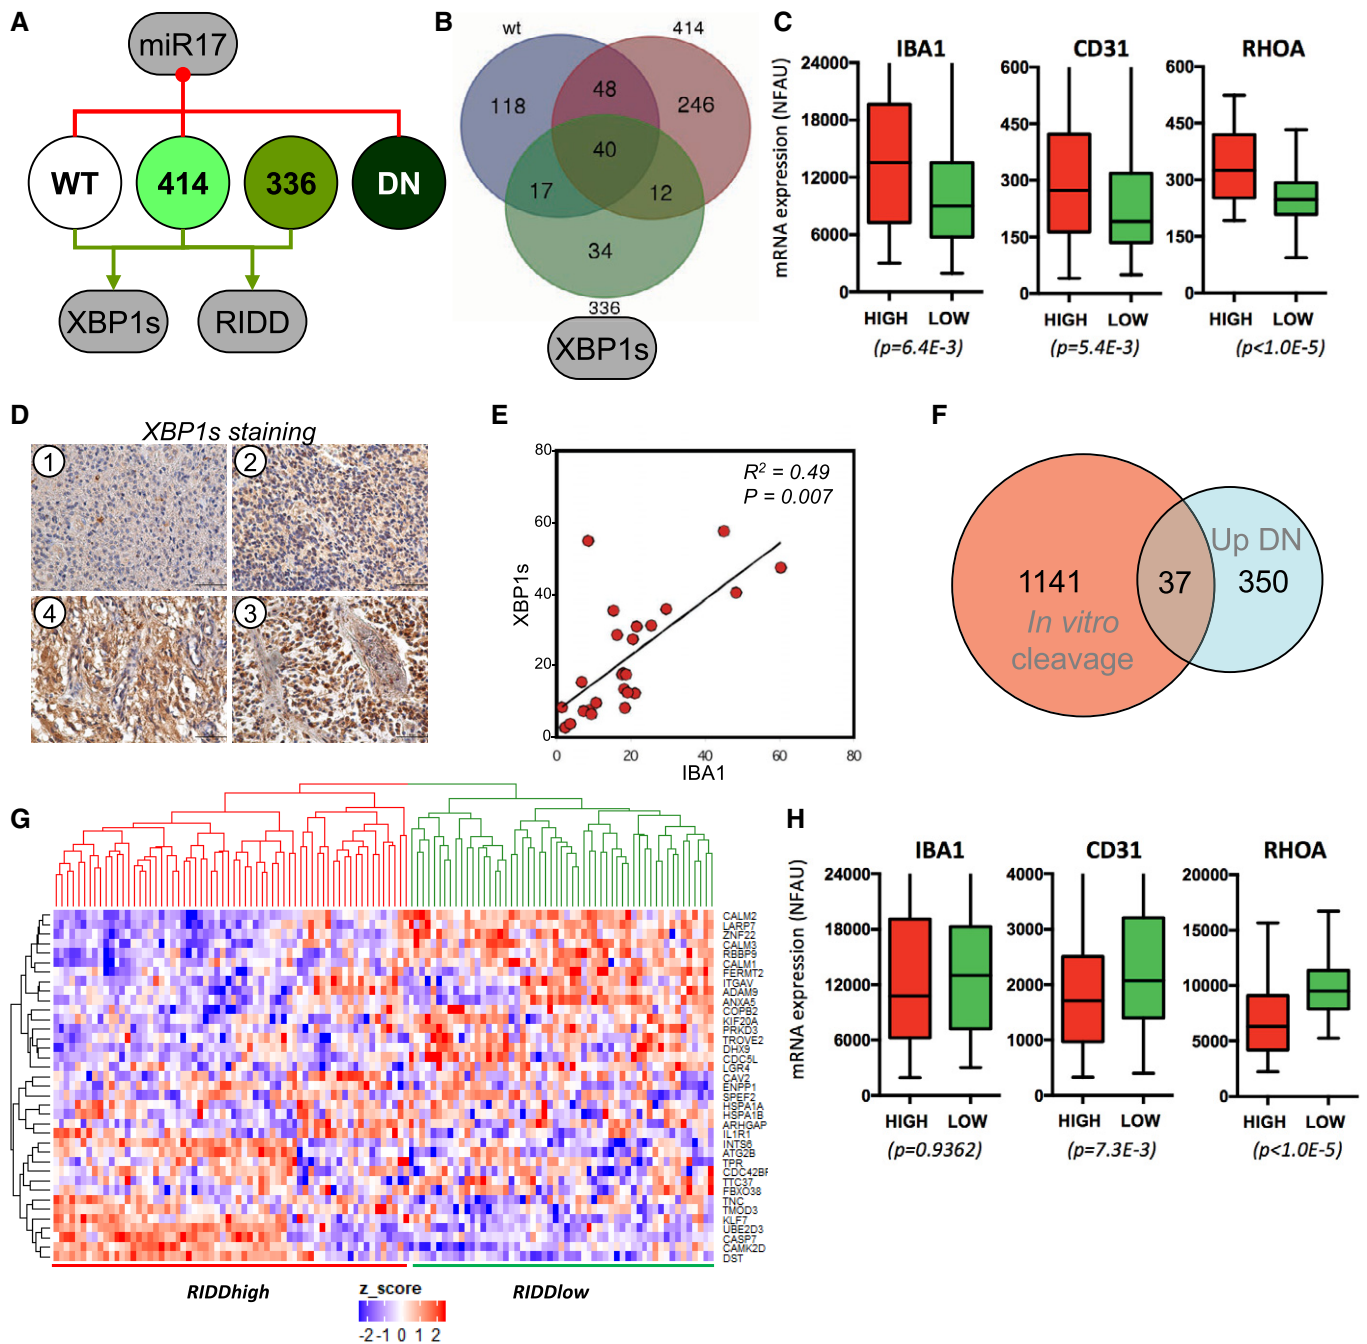 A
miR17
WT
414
336
DN
XBP1s
RIDD
B
wt
414
118
48
246
40
17
12
34
336
XBP1s
C
mRNA expression (NFAU)
IBA1
24000
18000
12000
6000
0
HIGH LOW
(p=6.4E-3)
CD31
600
450
300
150
0
HIGH LOW
(p=5.4E-3)
RHOA
600
450
300
150
0
HIGH LOW
(p<1.0E-5)
D
XBP1s staining
1
2
4
3
E
R² = 0.49
P = 0.007
XBP1s
80
60
40
20
0
0 20 40 60 80
IBA1
F
1141
In vitro
cleavage
37
Up DN
350
G
CALM2
LARP7
ZNF22
CALM3
RBBP9
CALM1
FERMT2
ITGAV
ADAM9
ANXA5
COPB2
KIF20A
PRKD3
TROVE2
DHX9
CDC5L
LGR4
CAV2
ENPP1
SPEF2
HSPA1A
HSPA1B
ARHGAP
IL1R1
INTS6
ATG2B
TPR
CDC42BF
TTC37
FBXO38
TNC
TMOD3
KLF7
UBE2D3
CASP7
CAMK2D
DST
RIDDhigh
RIDDlow
z_score
-2 -1 0 1 2
H
mRNA expression (NFAU)
IBA1
24000
18000
12000
6000
0
HIGH LOW
(p=0.9362)
CD31
4000
3000
2000
1000
0
HIGH LOW
(p=7.3E-3)
RHOA
20000
15000
10000
5000
0
HIGH LOW
(p<1.0E-5)